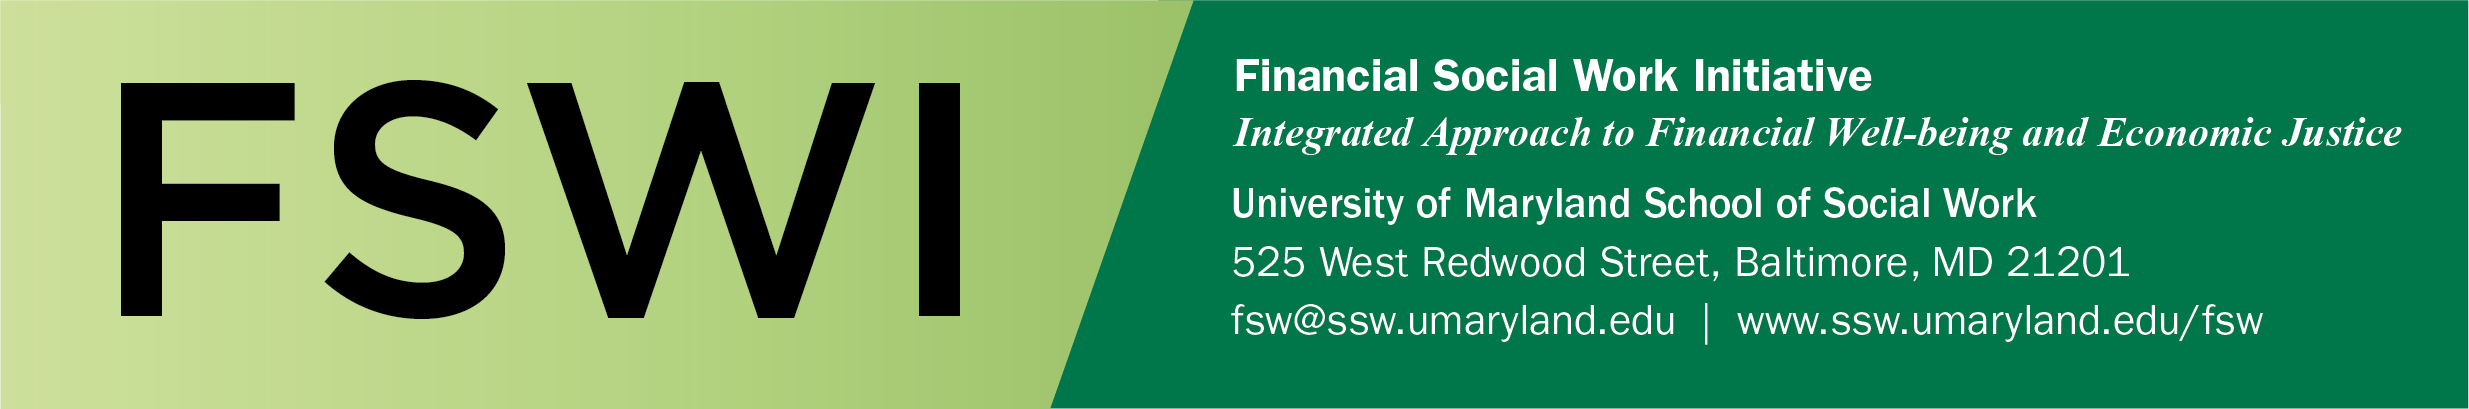 FSWI
Financial Social Work Initiative
Integrated Approach to Financial Well-being and Economic Justice
University of Maryland School of Social Work
525 West Redwood Street, Baltimore, MD 21201
fsw@ssw.umaryland.edu | www.ssw.umaryland.edu/fsw